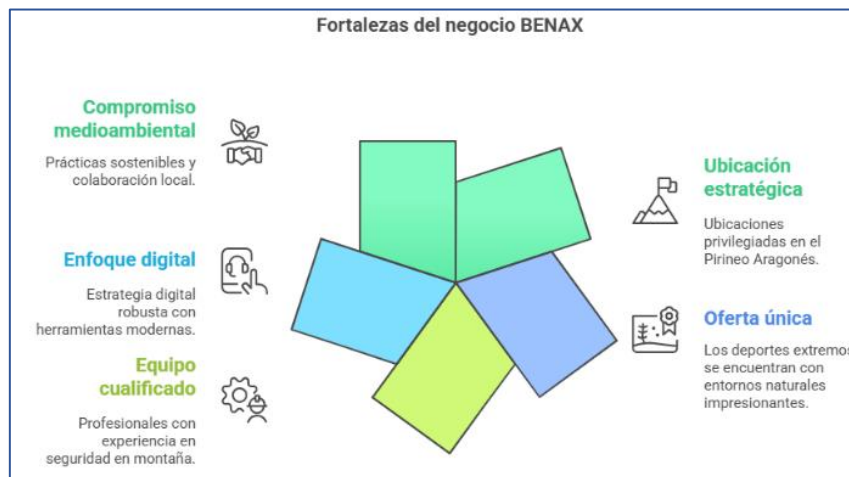 Fortalezas del negocio BENAX
Compromiso
medioambiental
Prácticas sostenibles y
colaboración local.
Enfoque digital
Estrategia digital
robusta con
herramientas modernas.
Equipo
cualificado
Profesionales con
experiencia en
seguridad en montaña.
Ubicación
estratégica
Ubicaciones
privilegiadas en el
Pirineo Aragonés.
Oferta única
Los deportes extremos
se encuentran con
entornos naturales
impresionantes.